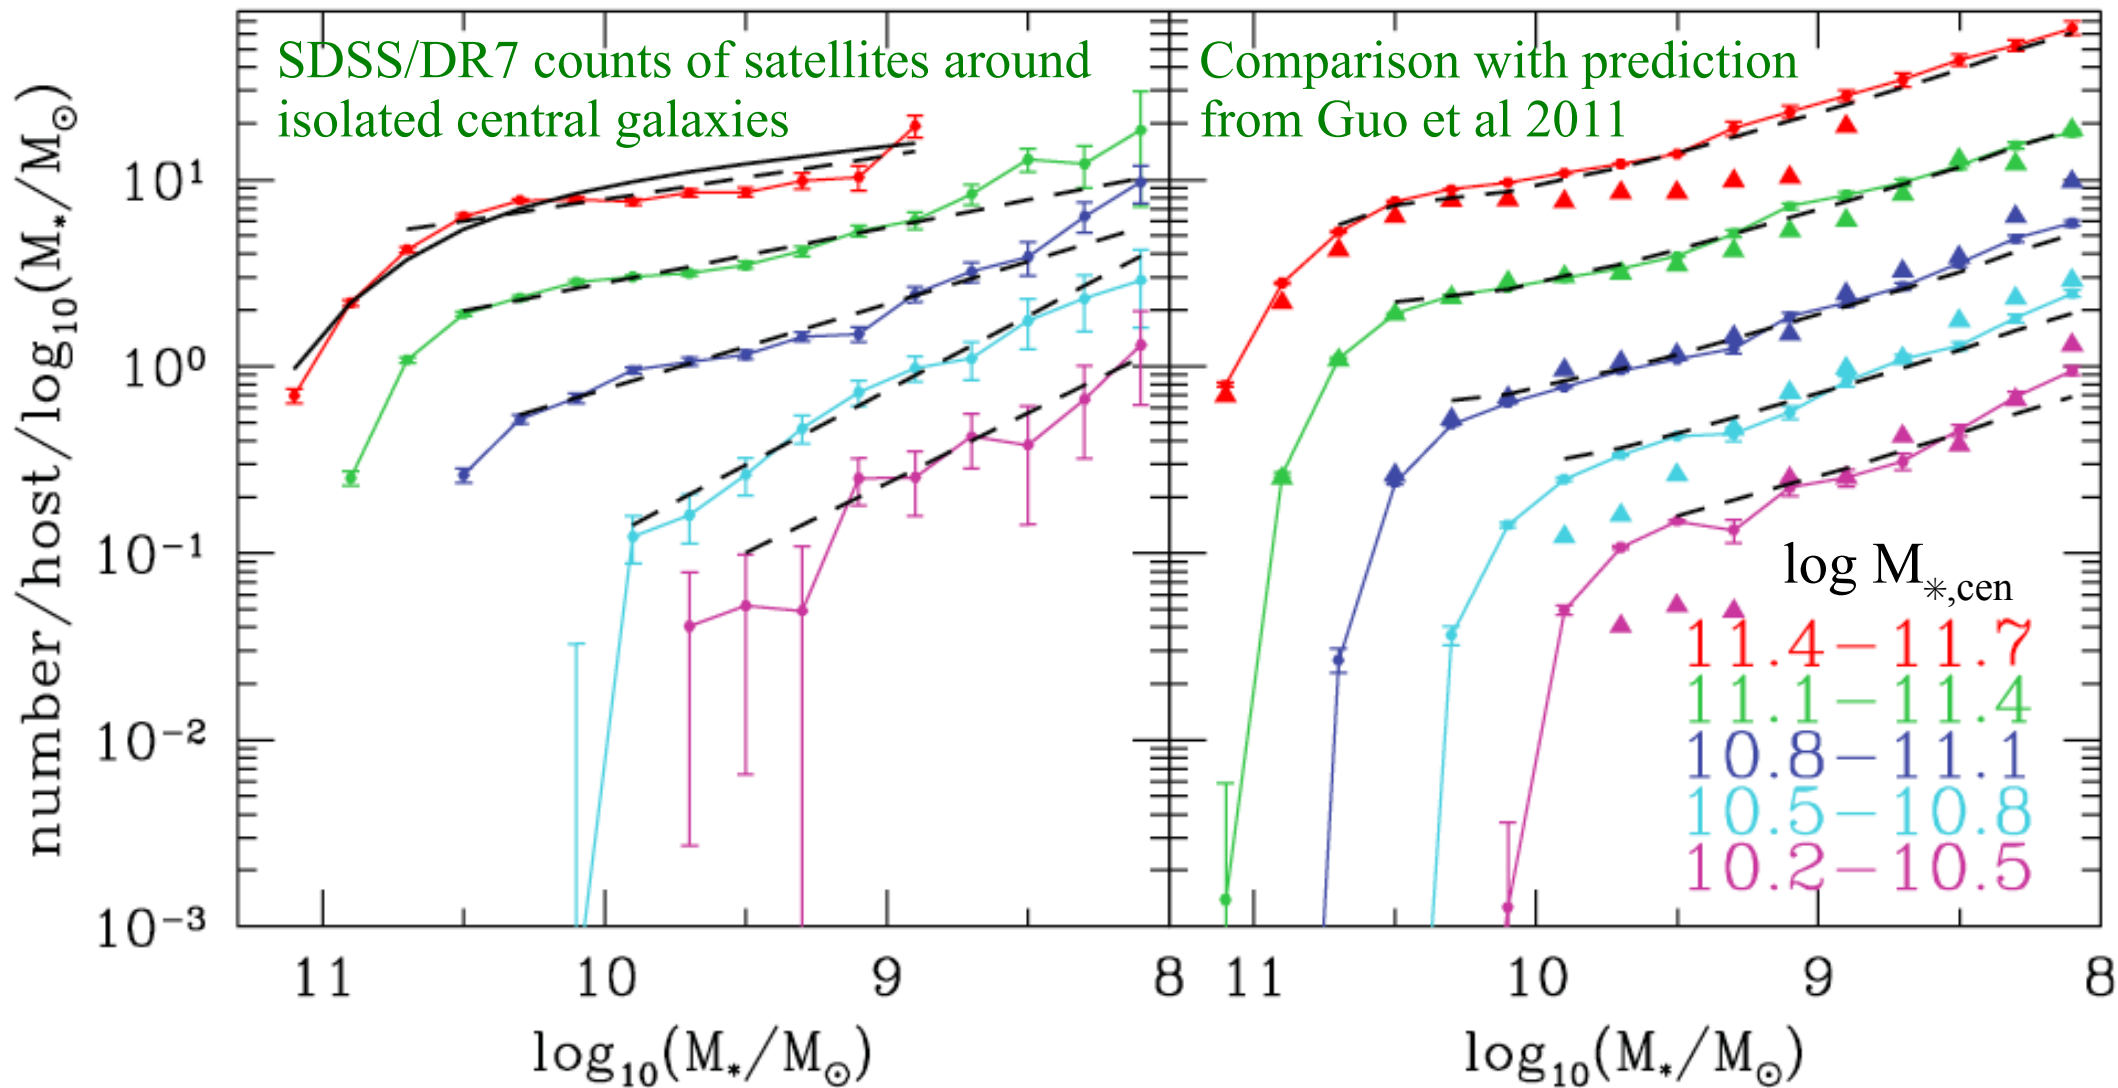 SDSS/DR7 counts of satellites around
isolated central galaxies
Comparison with prediction
from Guo et al 2011
number/host/log₁₀(M*/M☉)
10¹
10⁰
10⁻¹
10⁻²
10⁻³
log M*,cen
11.4−11.7
11.1−11.4
10.8−11.1
10.5−10.8
10.2−10.5
11 10 9 8 11 10 9 8
log₁₀(M*/M☉) log₁₀(M*/M☉)